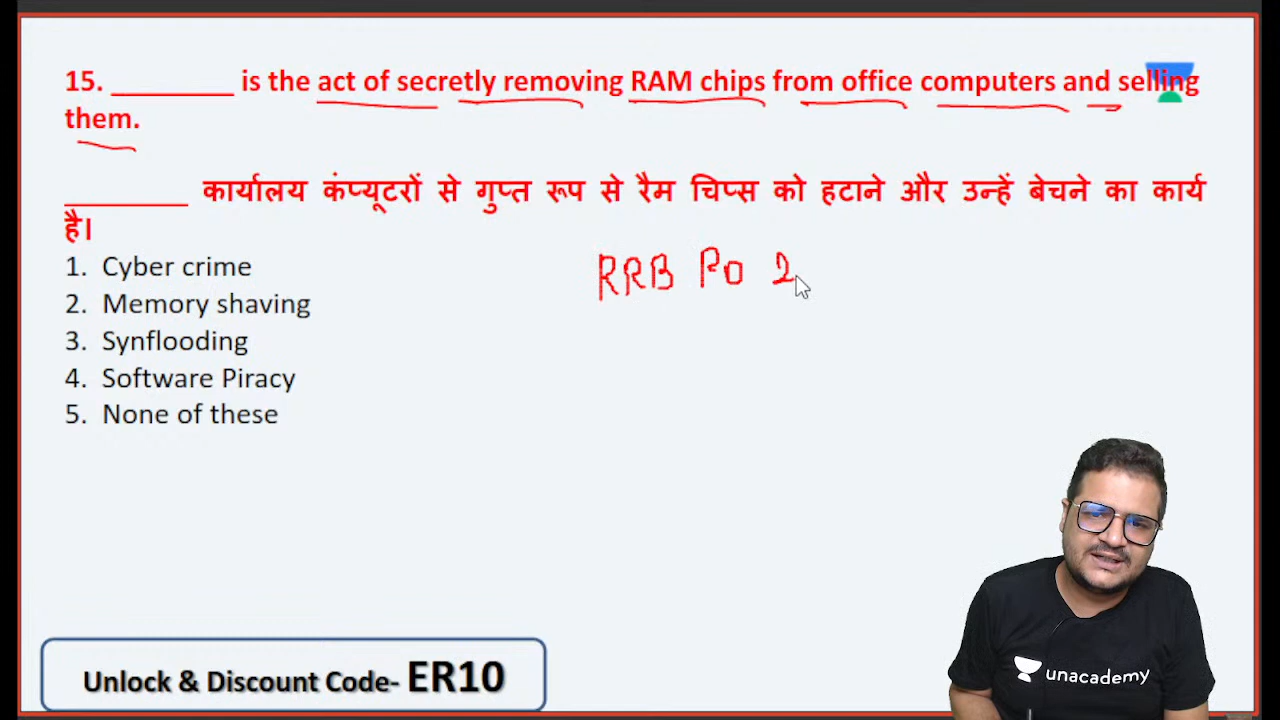 15. ________ is the act of secretly removing RAM chips from office computers and selling
them.
________ कार्यालय कंप्यूटरों से गुप्त रूप से रैम चिप्स को हटाने और उन्हें बेचने का कार्य
है।
1. Cyber crime
RRB PO 2
2. Memory shaving
3. Synflooding
4. Software Piracy
5. None of these
unacademy
Unlock & Discount Code- ER10